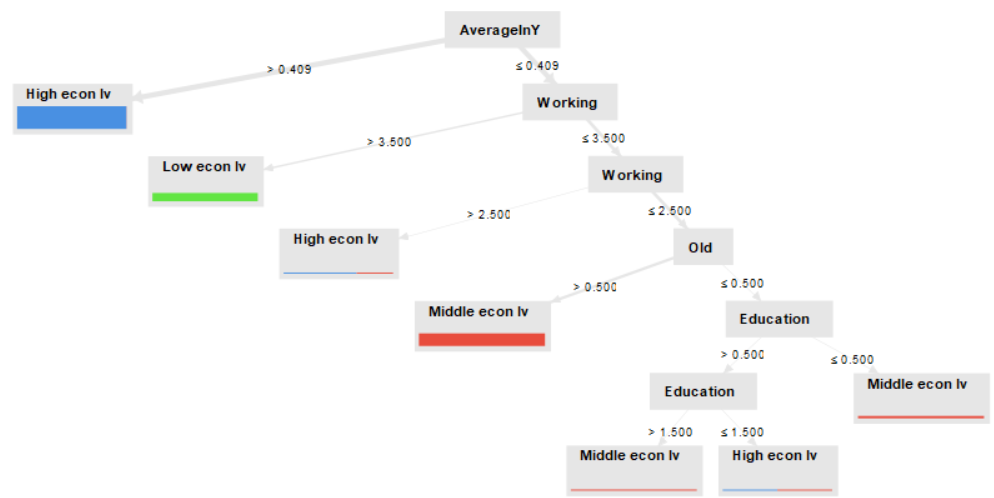 AverageInY
> 0.409
≤ 0.409
High econ lv
Working
> 3.500
≤ 3.500
Low econ lv
Working
> 2.500
≤ 2.500
High econ lv
Old
> 0.500
≤ 0.500
Middle econ lv
Education
> 0.500
≤ 0.500
Education
Middle econ lv
> 1.500
≤ 1.500
Middle econ lv
High econ lv